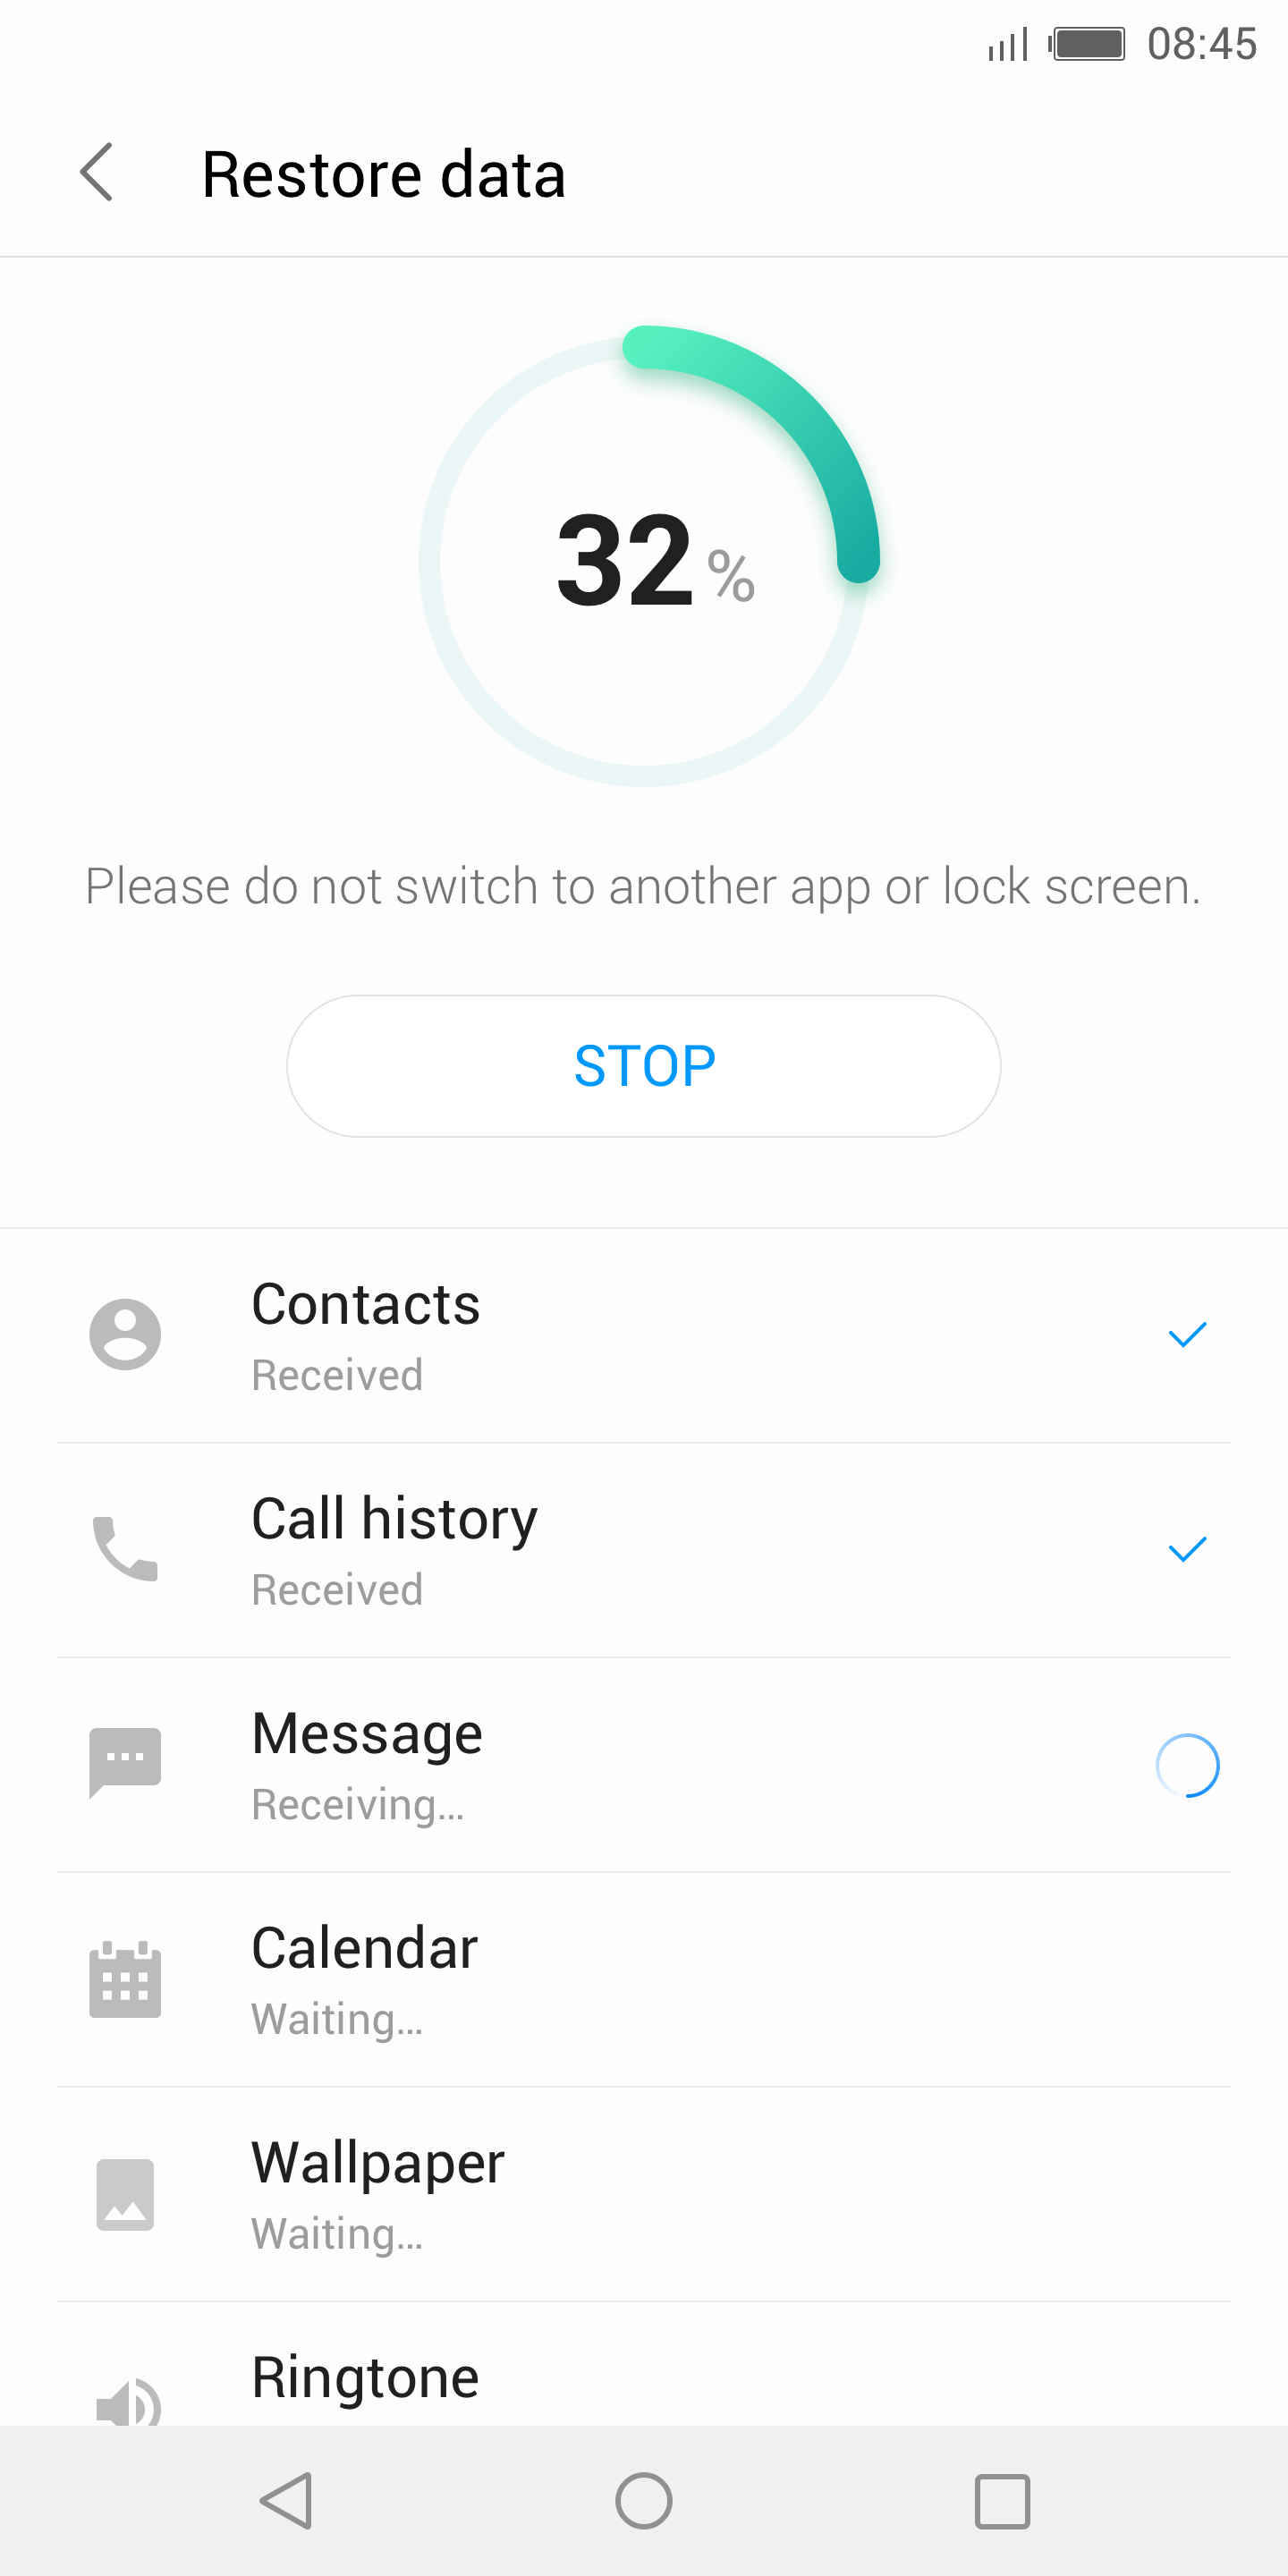 08:45
Restore data
32 %
Please do not switch to another app or lock screen.
STOP
Contacts
Received
Call history
Received
Message
Receiving...
Calendar
Waiting...
Wallpaper
Waiting...
Ringtone